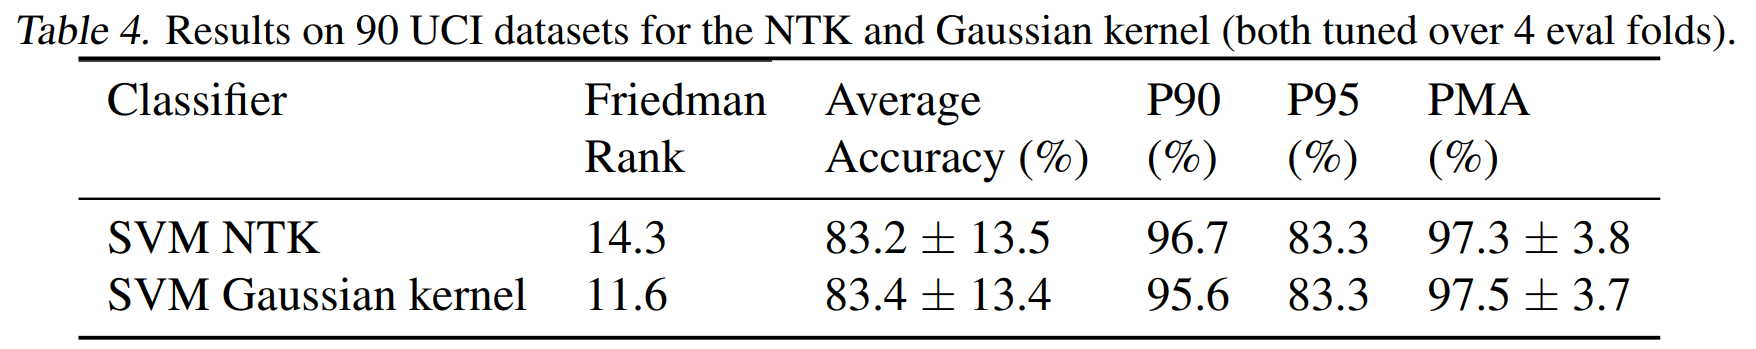 Table 4. Results on 90 UCI datasets for the NTK and Gaussian kernel (both tuned over 4 eval folds).
Classifier Friedman Average P90 P95 PMA
Rank Accuracy (%) (%) (%) (%)
SVM NTK 14.3 83.2 ± 13.5 96.7 83.3 97.3 ± 3.8
SVM Gaussian kernel 11.6 83.4 ± 13.4 95.6 83.3 97.5 ± 3.7